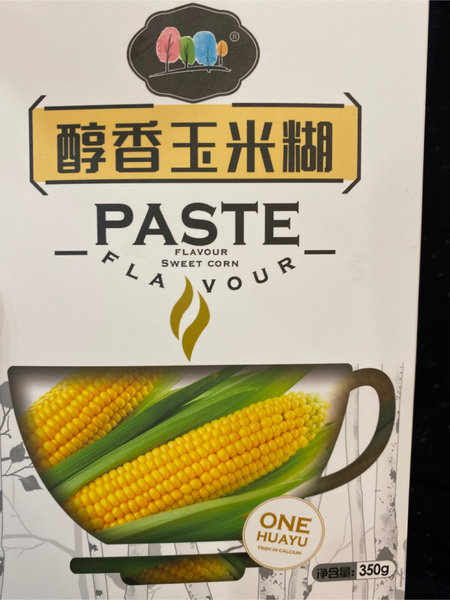 ®
醇香玉米糊
PASTE
FLAVOUR
SWEET CORN
FLAVOUR
ONE
HUAYU
HIGH IN CALCIUM
净含量: 350g